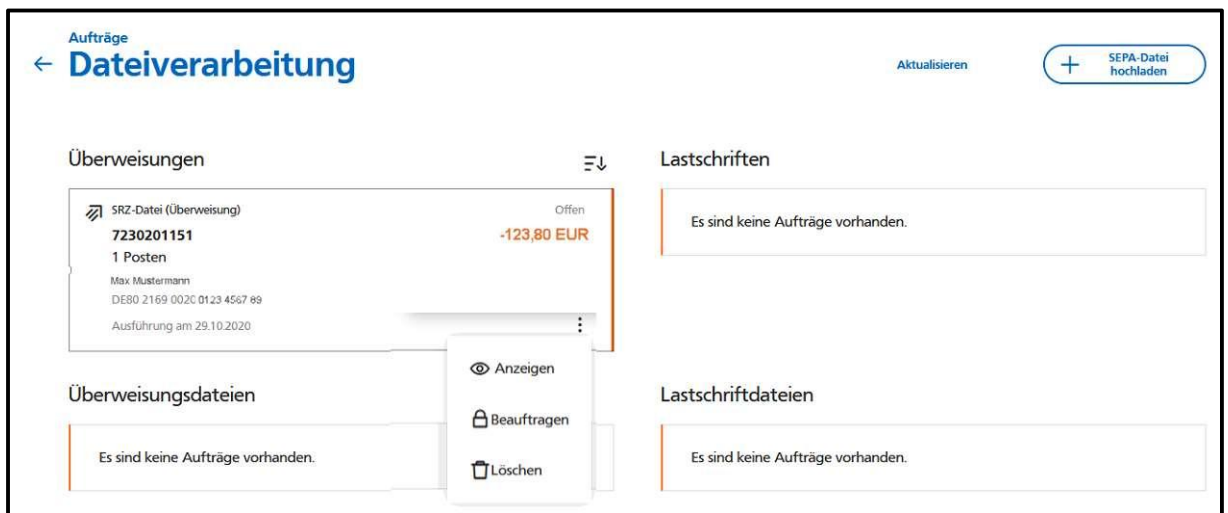 Aufträge
← Dateiverarbeitung
Aktualisieren
+ SEPA-Datei
hochladen
Überweisungen
Lastschriften
SRZ-Datei (Überweisung)
Offen
7230201151
-123,80 EUR
1 Posten
Max Mustermann
DE80 2169 0020 0123 4567 89
Ausführung am 29.10.2020
Es sind keine Aufträge vorhanden.
Anzeigen
Beauftragen
Löschen
Überweisungsdateien
Es sind keine Aufträge vorhanden.
Lastschriftdateien
Es sind keine Aufträge vorhanden.